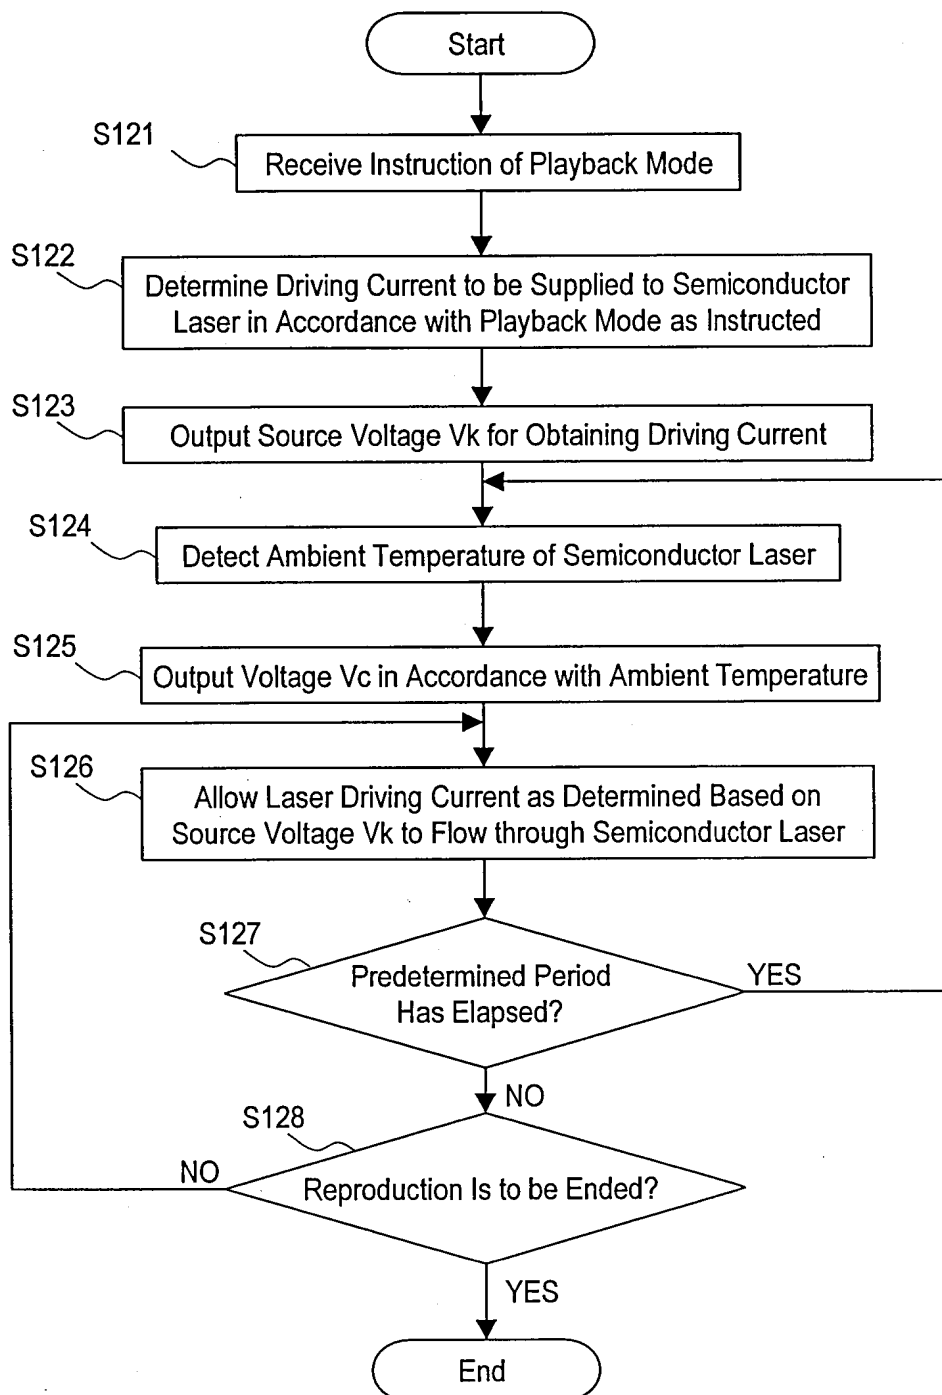 Start
S121
Receive Instruction of Playback Mode
S122
Determine Driving Current to be Supplied to Semiconductor
Laser in Accordance with Playback Mode as Instructed
S123
Output Source Voltage Vk for Obtaining Driving Current
S124
Detect Ambient Temperature of Semiconductor Laser
S125
Output Voltage Vc in Accordance with Ambient Temperature
S126
Allow Laser Driving Current as Determined Based on
Source Voltage Vk to Flow through Semiconductor Laser
S127
Predetermined Period
Has Elapsed?
YES
NO
S128
NO
Reproduction Is to be Ended?
YES
End